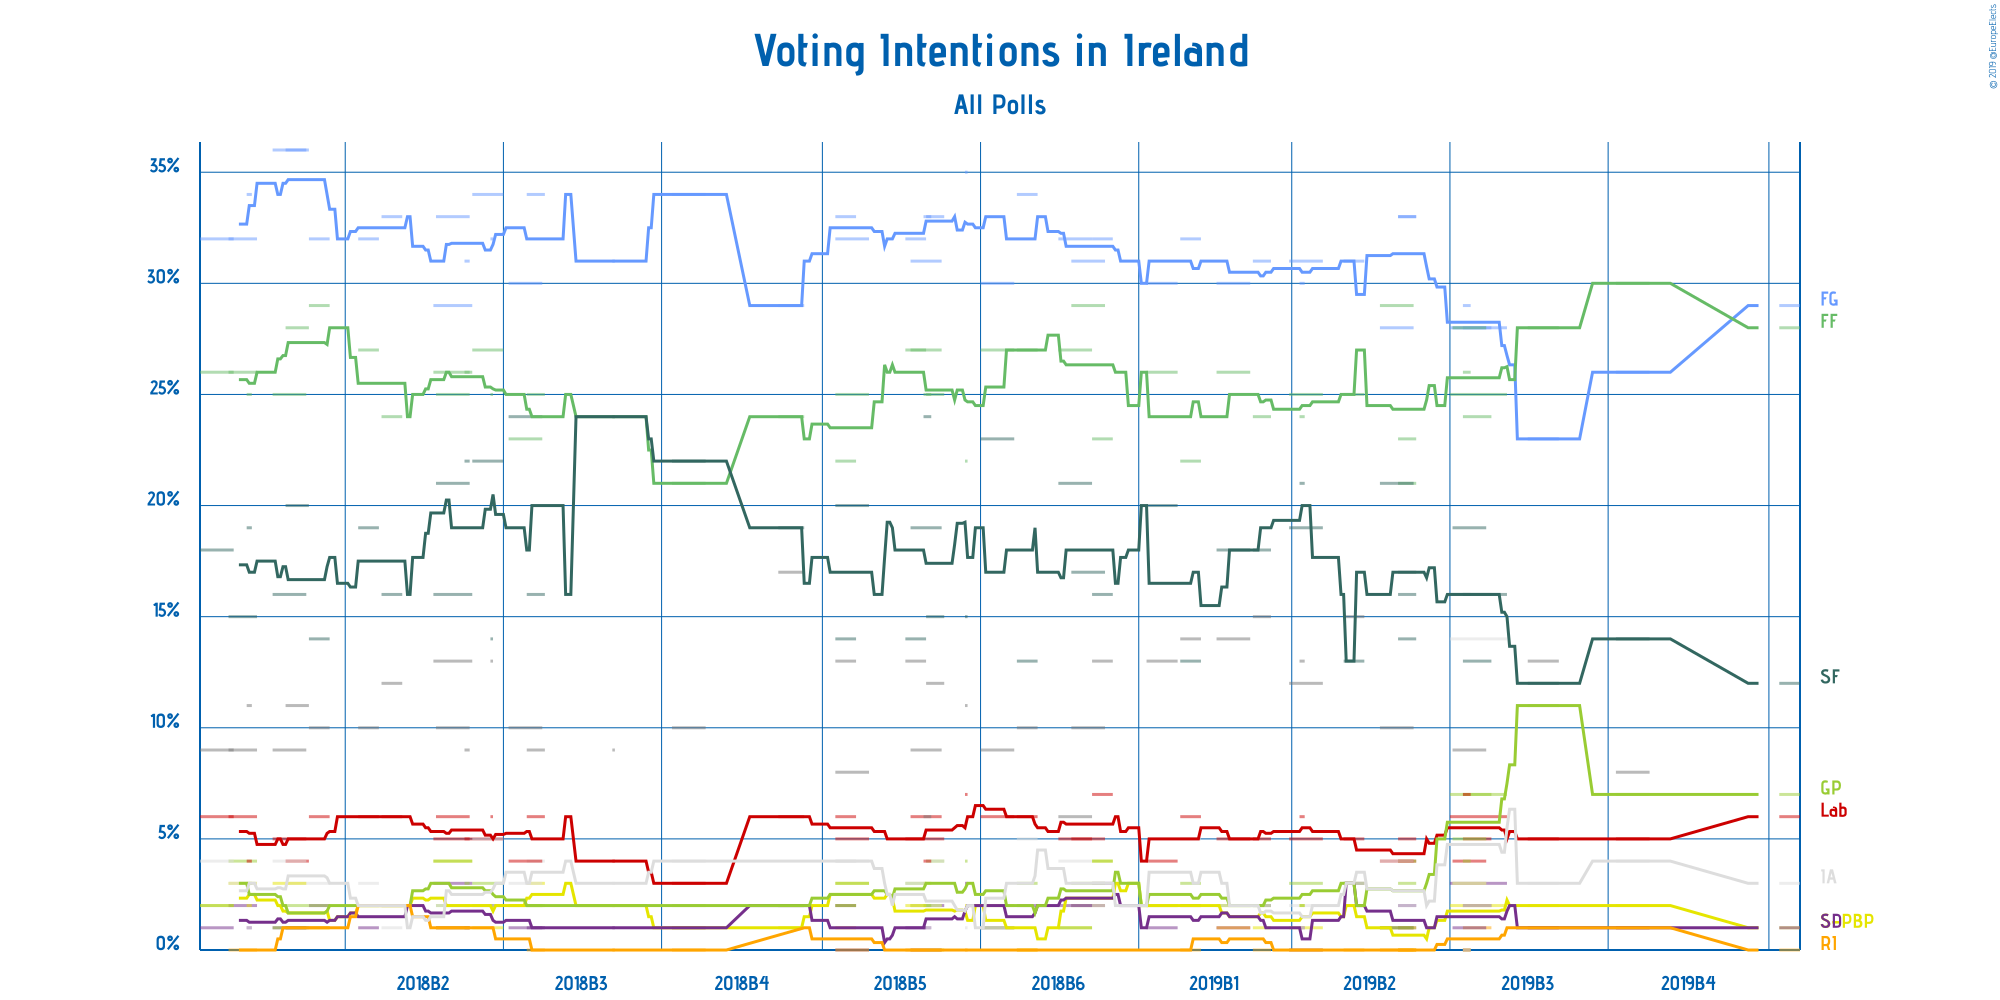 © 2019 @EuropeElects
Voting Intentions in Ireland
All Polls
35%
30%
25%
20%
15%
10%
5%
0%
FG
FF
SF
GP
Lab
IA
SD PBP
RI
2018B2 2018B3 2018B4 2018B5 2018B6 2019B1 2019B2 2019B3 2019B4